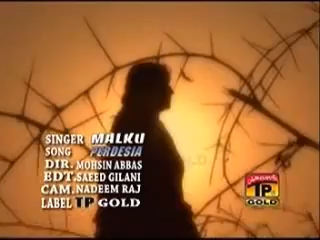 SINGER MALKU
SONG PERDESIA
DIR. MOHSIN ABBAS
EDT. SAEED GILANI
CAM. NADEEM RAJ
LABEL TP GOLD
TP
GOLD